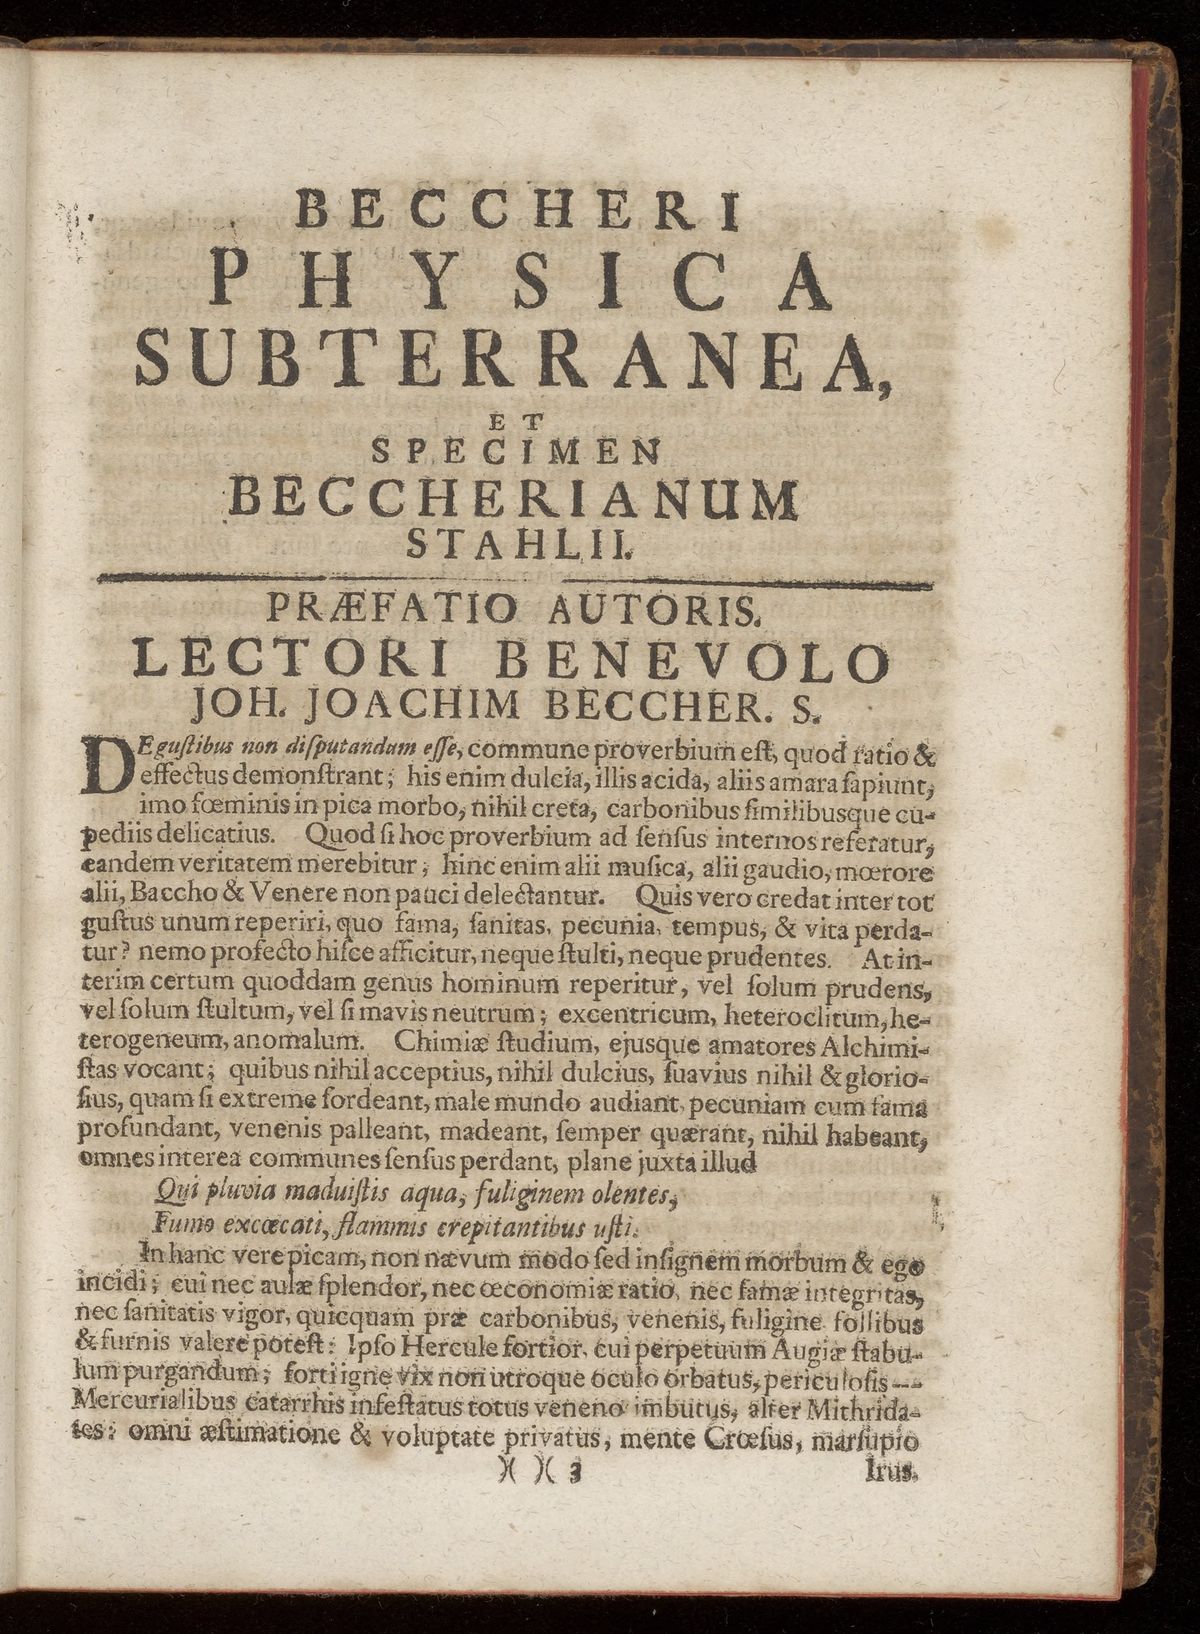 BECCHERI
PHYSICA
SUBTERRANEA,
ET
SPECIMEN
BECCHERIANUM
STAHLII.
PRÆFATIO AUTORIS.
LECTORI BENEVOLO
JOH. JOACHIM BECCHER. S.
DE guſtibus non diſputandum eſſe, commune proverbium eſt, quod ratio &
effectus demonſtrant; his enim dulcia, illis acida, aliis amara ſapiunt,
imo fœminis in pica morbo, nihil creta, carbonibus ſimilibusque cu-
pediis delicatius. Quod ſi hoc proverbium ad ſenſus internos referatur,
eandem veritatem merebitur; hinc enim alii muſica, alii gaudio, mœrore
alii, Baccho & Venere non pauci delectantur. Quis vero credat inter tot
guſtus unum reperiri, quo fama, ſanitas, pecunia, tempus, & vita perda-
tur? nemo profecto hiſce afficitur, neque ſtulti, neque prudentes. At in-
terim certum quoddam genus hominum reperitur, vel ſolum prudens,
vel ſolum ſtultum, vel ſi mavis neutrum; excentricum, heteroclitum, he-
terogeneum, anomalum. Chimiæ ſtudium, ejusque amatores Alchimi-
ſtas vocant; quibus nihil acceptius, nihil dulcius, ſuavius nihil & glorio-
ſius, quam ſi extreme ſordeant, male mundo audiant, pecuniam cum fama
profundant, venenis palleant, madeant, ſemper quærant, nihil habeant,
omnes interea communes ſenſus perdant, plane juxta illud
Qui pluvia maduiſtis aqua, fuliginem olentes,
Fumo excœcati, flammis crepitantibus uſti.
In hanc vere picam, non nævum modo ſed inſignem morbum & ego
incidi; cui nec aulæ ſplendor, nec œconomiæ ratio, nec famæ integritas,
nec ſanitatis vigor, quicquam præ carbonibus, venenis, fuligine follibus
& furnis valere poteſt: Ipſo Hercule fortior, cui perpetuum Augiæ ſtabu-
lum purgandum; forti igne vix non utroque oculo orbatus, periculoſis ---
Mercurialibus catarrhis infeſtatus totus veneno imbutus, alter Mithrida-
tes: omni æſtimatione & voluptate privatus, mente Crœſus, marſupio
)( )( 3 Irus.